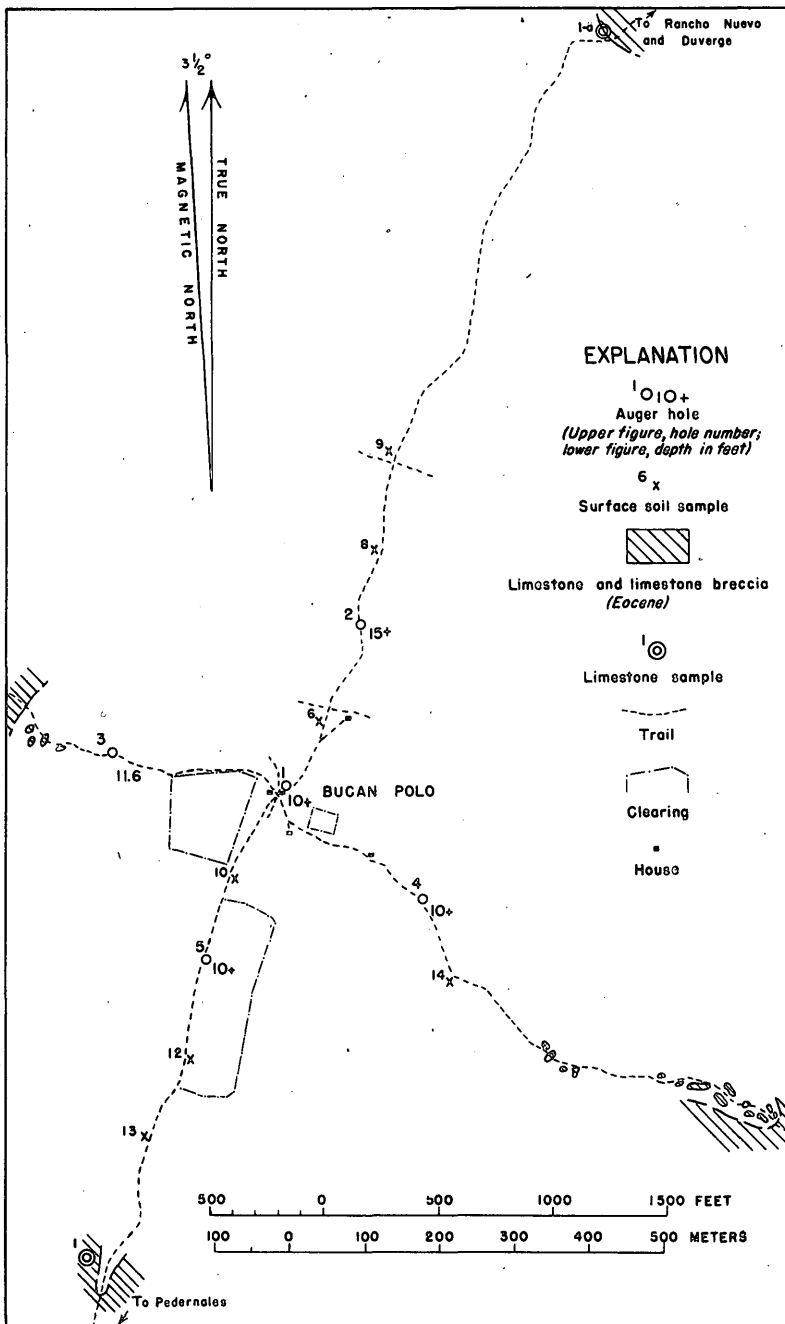 1-a
To Rancho Nuevo
and Duverge
3 1/2°
TRUE NORTH
MAGNETIC NORTH
EXPLANATION
1 10+
Auger hole
(Upper figure, hole number;
lower figure, depth in feet)
6 x
Surface soil sample
Limestone and limestone breccia
(Eocene)
1
Limestone sample
Trail
Clearing
House
9
8 x
2
15+
6 x
3
11.6
1
10+
BUCAN POLO
10 x
4
10+
5
10+
14 x
12 x
13 x
500 0 500 1000 1500 FEET
100 0 100 200 300 400 500 METERS
1
To Pedernales